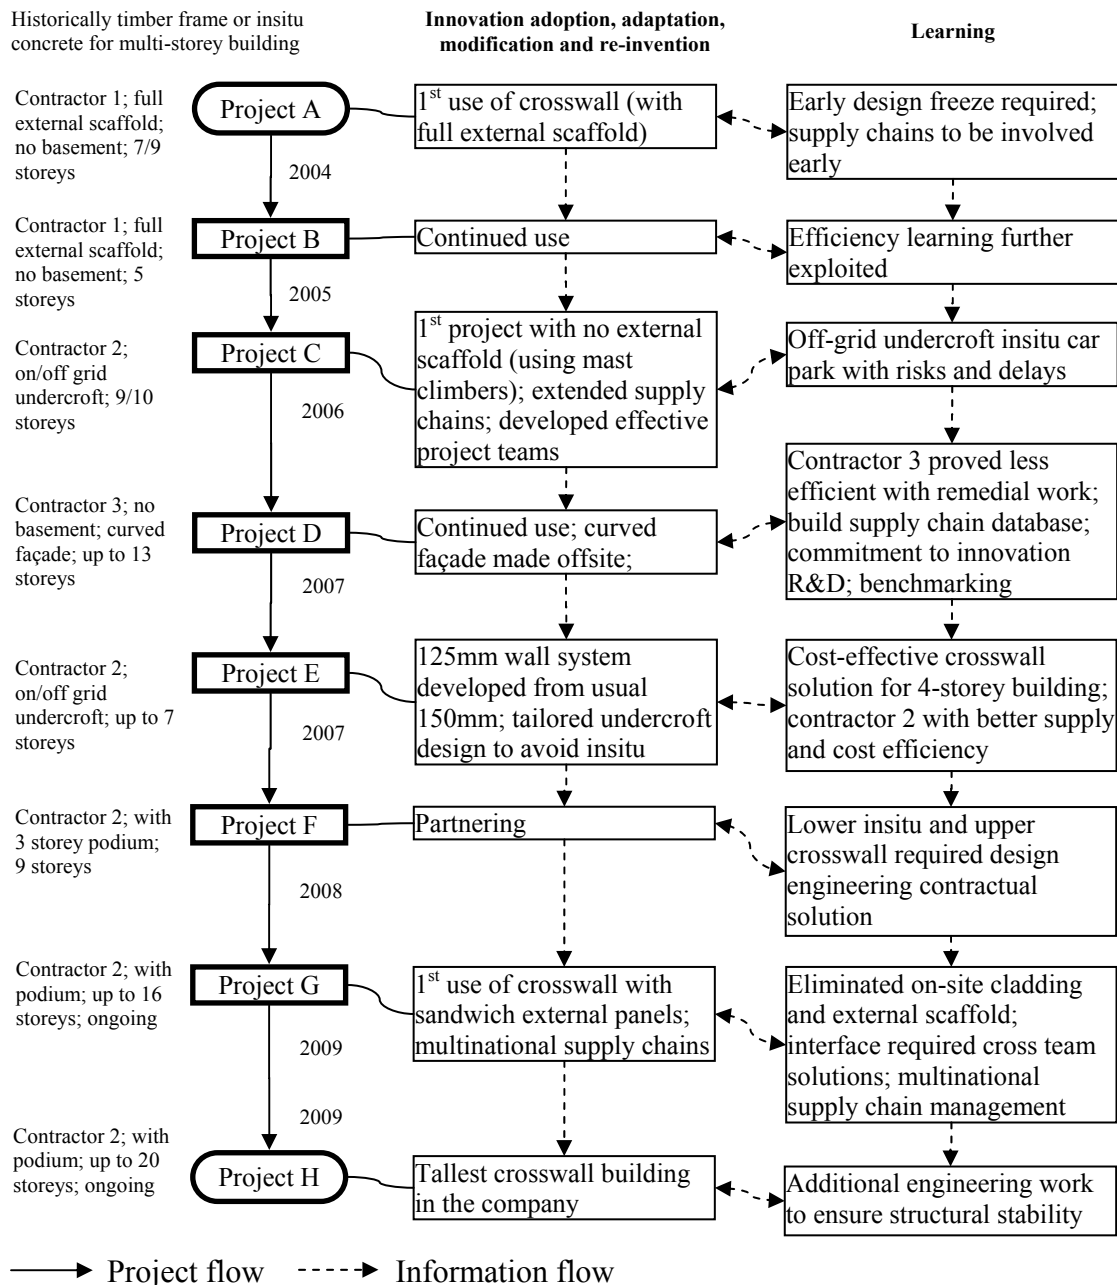 Historically timber frame or insitu
concrete for multi-storey building
Innovation adoption, adaptation,
modification and re-invention
Learning
Contractor 1; full
external scaffold;
no basement; 7/9
storeys
Project A
1st use of crosswall (with
full external scaffold)
Early design freeze required;
supply chains to be involved
early
2004
Contractor 1; full
external scaffold;
no basement; 5
storeys
Project B
Continued use
Efficiency learning further
exploited
2005
Contractor 2;
on/off grid
undercroft; 9/10
storeys
Project C
1st project with no external
scaffold (using mast
climbers); extended supply
chains; developed effective
project teams
Off-grid undercroft insitu car
park with risks and delays
2006
Contractor 3; no
basement; curved
façade; up to 13
storeys
Project D
Continued use; curved
façade made offsite;
Contractor 3 proved less
efficient with remedial work;
build supply chain database;
commitment to innovation
R&D; benchmarking
2007
Contractor 2;
on/off grid
undercroft; up to 7
storeys
Project E
125mm wall system
developed from usual
150mm; tailored undercroft
design to avoid insitu
Cost-effective crosswall
solution for 4-storey building;
contractor 2 with better supply
and cost efficiency
2007
Contractor 2; with
3 storey podium;
9 storeys
Project F
Partnering
Lower insitu and upper
crosswall required design
engineering contractual
solution
2008
Contractor 2; with
podium; up to 16
storeys; ongoing
Project G
1st use of crosswall with
sandwich external panels;
multinational supply chains
Eliminated on-site cladding
and external scaffold;
interface required cross team
solutions; multinational
supply chain management
2009
2009
Contractor 2; with
podium; up to 20
storeys; ongoing
Project H
Tallest crosswall building
in the company
Additional engineering work
to ensure structural stability
Project flow
Information flow